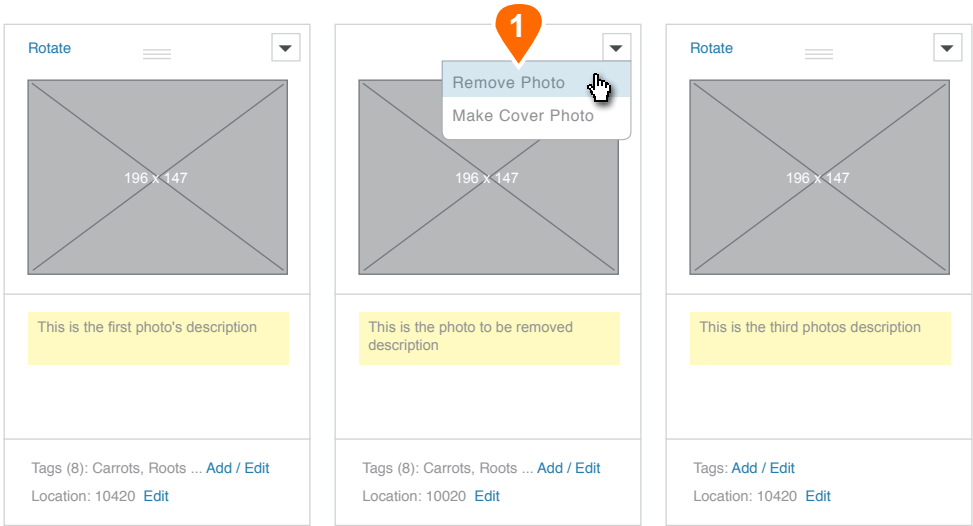 Rotate
196 x 147
This is the first photo's description
Tags (8): Carrots, Roots ... Add / Edit
Location: 10420 Edit
1
Remove Photo
Make Cover Photo
196 x 147
This is the photo to be removed
description
Tags (8): Carrots, Roots ... Add / Edit
Location: 10020 Edit
Rotate
196 x 147
This is the third photos description
Tags: Add / Edit
Location: 10420 Edit